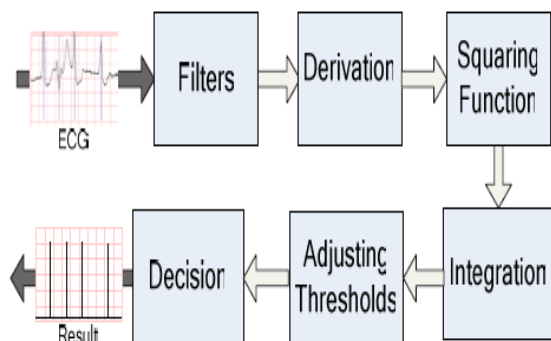 Filters
Derivation
Squaring
Function
ECG
Integration
Adjusting
Thresholds
Decision
Result